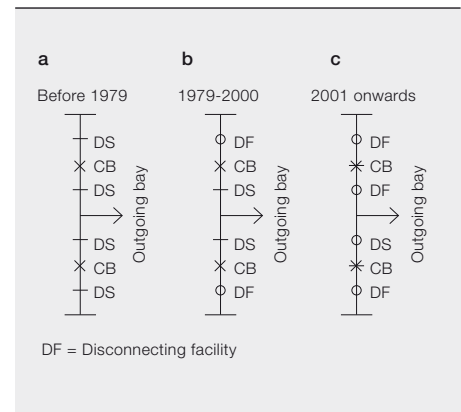 a
Before 1979
DS
CB
DS
Outgoing bay
DS
CB
DS
b
1979-2000
DF
CB
DS
Outgoing bay
DS
CB
DF
c
2001 onwards
DF
CB
DF
Outgoing bay
DS
CB
DF
DF = Disconnecting facility